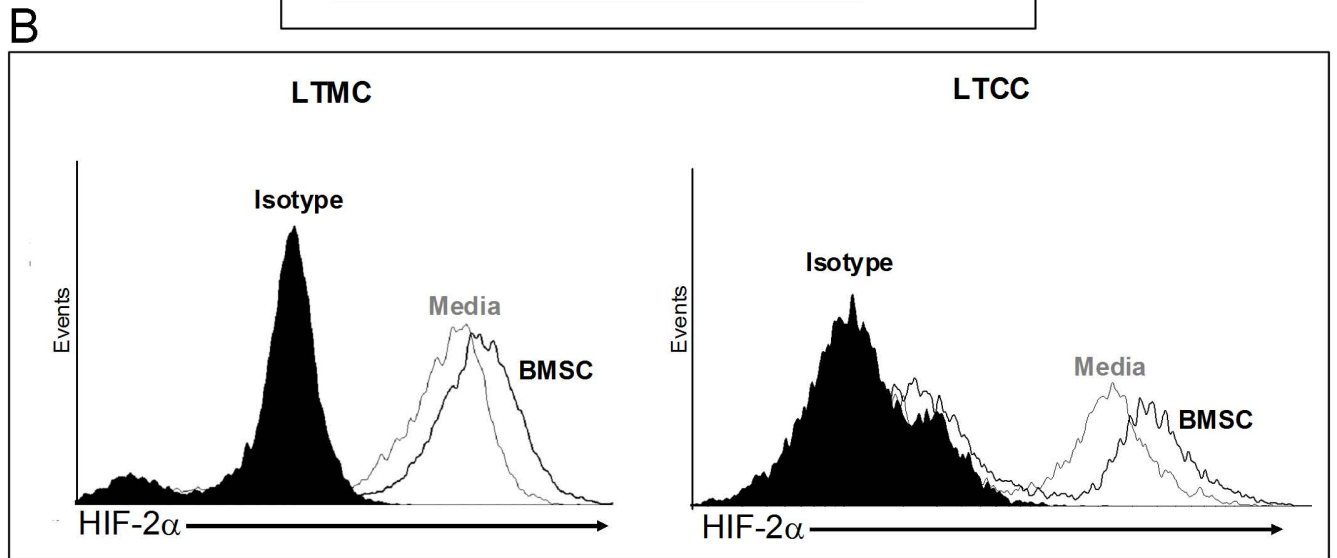 B
LTMC
LTCC
Isotype
Media
BMSC
Events
HIF-2α
Isotype
Media
BMSC
Events
HIF-2α